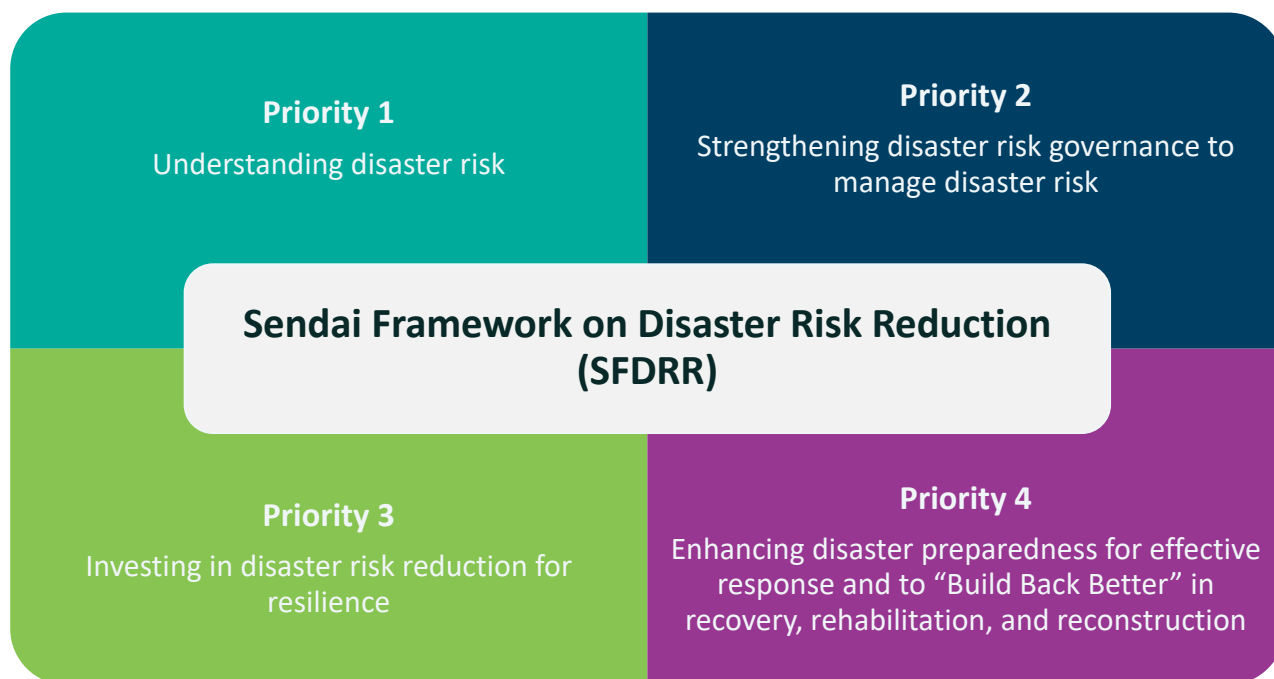 Priority 1
Understanding disaster risk
Priority 2
Strengthening disaster risk governance to
manage disaster risk
Sendai Framework on Disaster Risk Reduction
(SFDRR)
Priority 3
Investing in disaster risk reduction for
resilience
Priority 4
Enhancing disaster preparedness for effective
response and to “Build Back Better” in
recovery, rehabilitation, and reconstruction